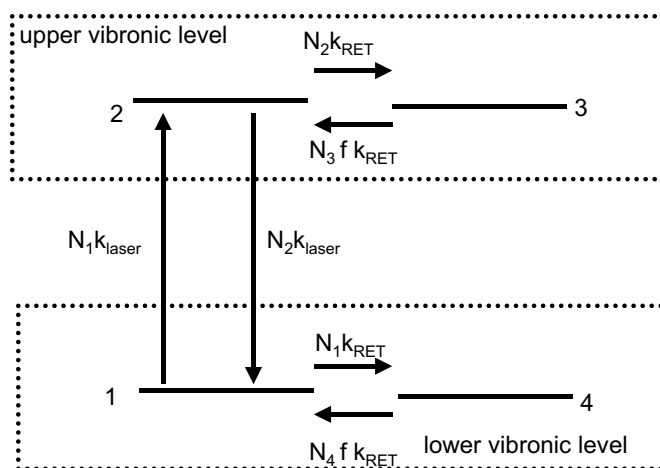 upper vibronic level
N2kRET
2
3
N3 f kRET
N1klaser
N2klaser
N1kRET
1
4
N4 f kRET
lower vibronic level